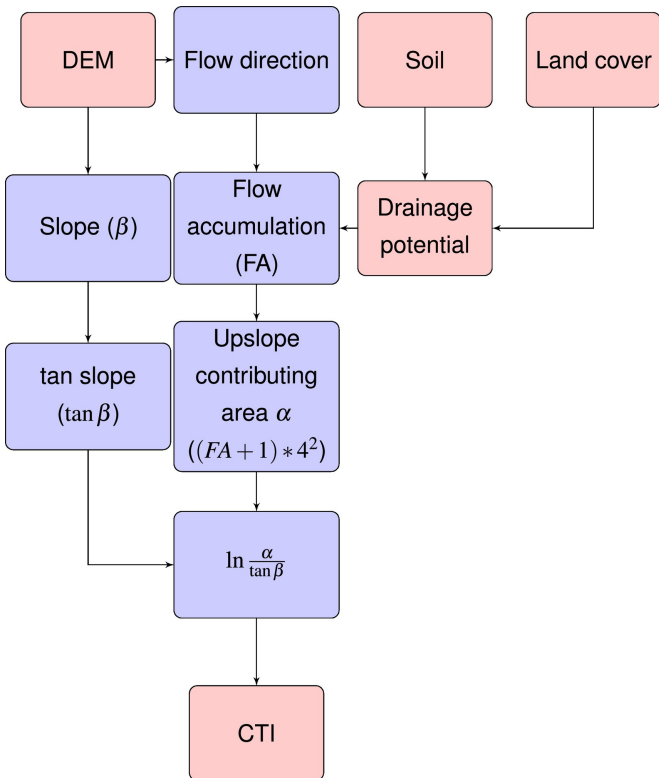 DEM
Flow direction
Soil
Land cover
Slope (β)
Flow
accumulation
(FA)
Drainage
potential
tan slope
(tan β)
Upslope
contributing
area α
((FA + 1) * 4²)
ln α/tan β
CTI